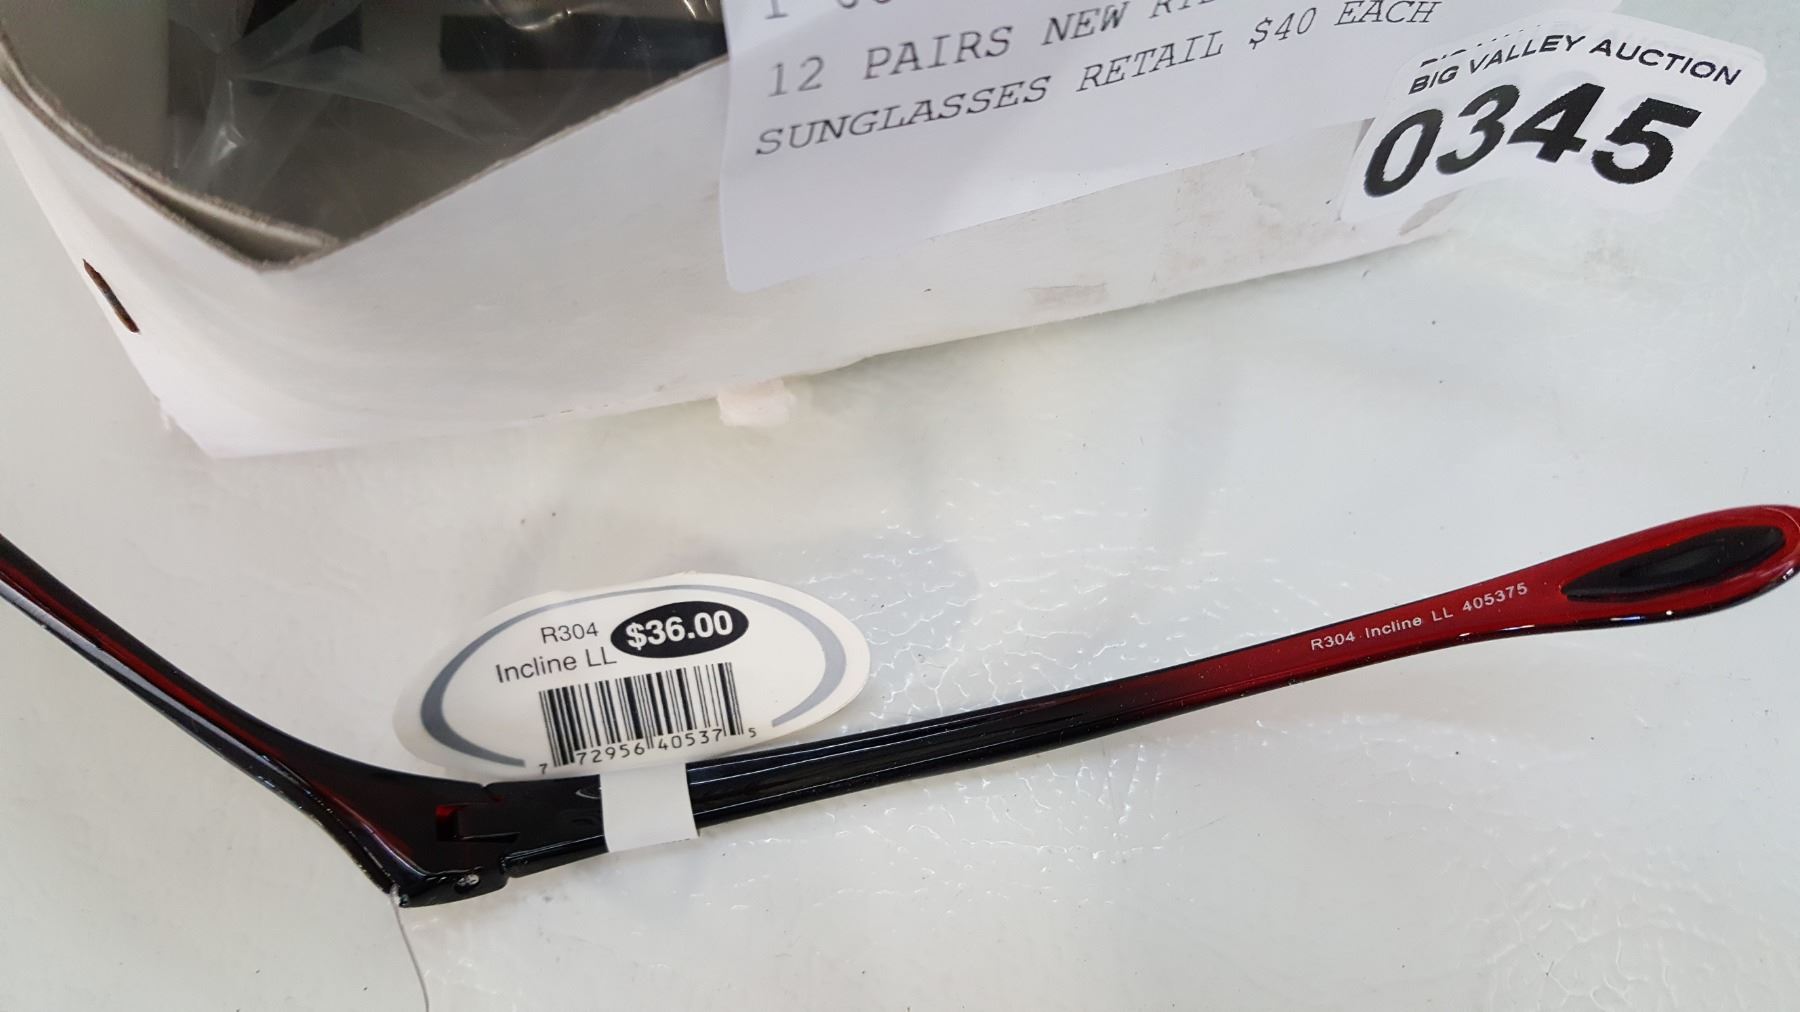 12 PAIRS NEW
SUNGLASSES RETAIL $40 EACH
BIG VALLEY AUCTION
0345
R304 $36.00
Incline LL
7 72956 40537 5
R304 Incline LL 405375